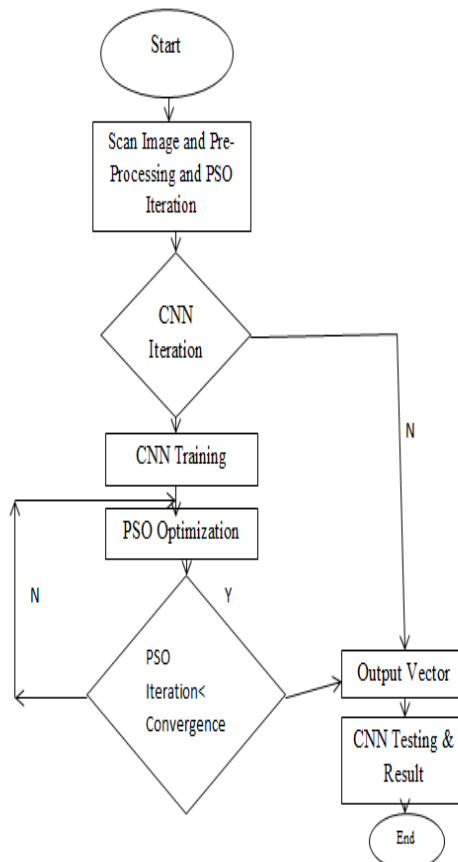 Start
Scan Image and Pre-
Processing and PSO
Iteration
CNN
Iteration
N
CNN Training
PSO Optimization
N
Y
PSO
Iteration<
Convergence
Output Vector
CNN Testing &
Result
End